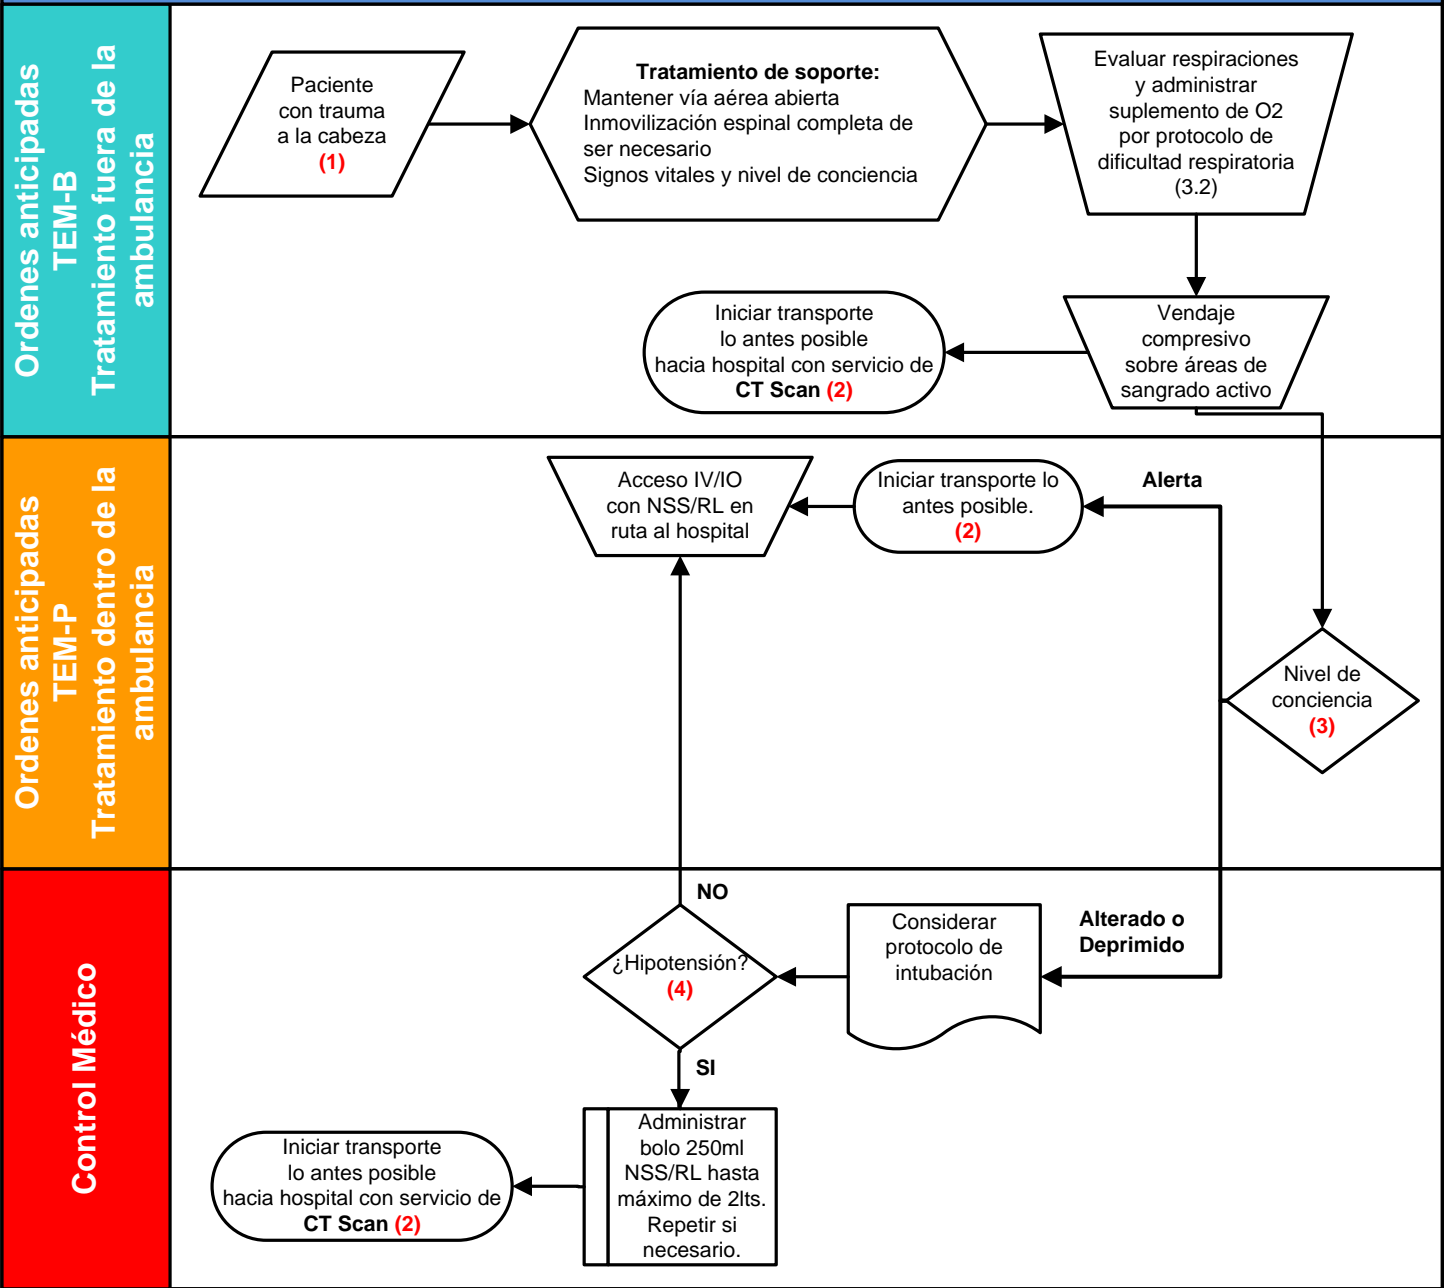 Ordenes anticipadas
TEM-B
Tratamiento fuera de la
ambulancia
Paciente
con trauma
a la cabeza
(1)
Tratamiento de soporte:
Mantener vía aérea abierta
Inmovilización espinal completa de
ser necesario
Signos vitales y nivel de conciencia
Evaluar respiraciones
y administrar
suplemento de O2
por protocolo de
dificultad respiratoria
(3.2)
Vendaje
compresivo
sobre áreas de
sangrado activo
Iniciar transporte
lo antes posible
hacia hospital con servicio de
CT Scan (2)
Ordenes anticipadas
TEM-P
Tratamiento dentro de la
ambulancia
Acceso IV/IO
con NSS/RL en
ruta al hospital
Iniciar transporte lo
antes posible.
(2)
Alerta
Nivel de
conciencia
(3)
Control Médico
NO
¿Hipotensión?
(4)
Considerar
protocolo de
intubación
Alterado o
Deprimido
SI
Administrar
bolo 250ml
NSS/RL hasta
máximo de 2lts.
Repetir si
necesario.
Iniciar transporte
lo antes posible
hacia hospital con servicio de
CT Scan (2)